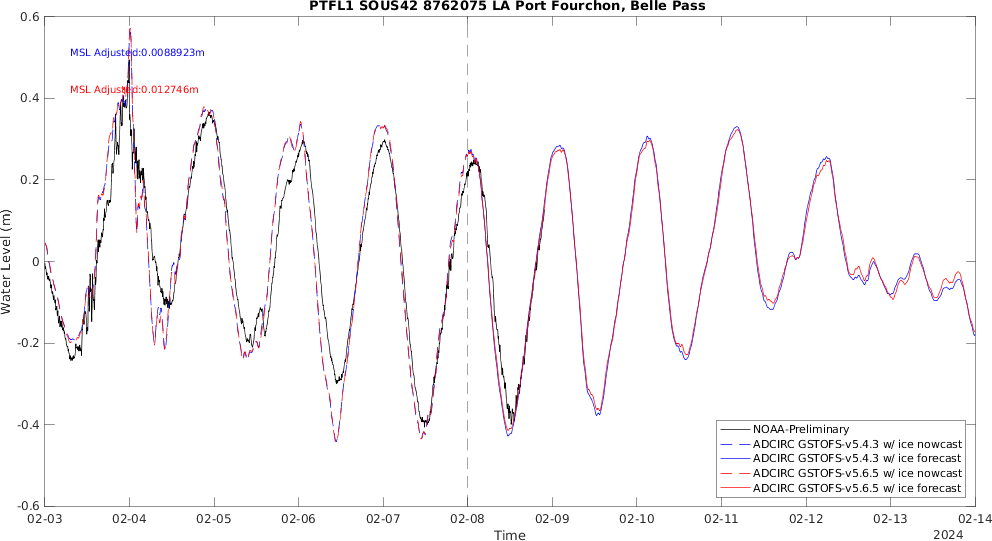 PTFL1 SOUS42 8762075 LA Port Fourchon, Belle Pass
MSL Adjusted:0.0088923m
MSL Adjusted:0.012746m
Water Level (m)
0.6
0.4
0.2
0
-0.2
-0.4
-0.6
NOAA-Preliminary
ADCIRC GSTOFS-v5.4.3 w/ ice nowcast
ADCIRC GSTOFS-v5.4.3 w/ ice forecast
ADCIRC GSTOFS-v5.6.5 w/ ice nowcast
ADCIRC GSTOFS-v5.6.5 w/ ice forecast
02-03 02-04 02-05 02-06 02-07 02-08 02-09 02-10 02-11 02-12 02-13 02-14
Time
2024